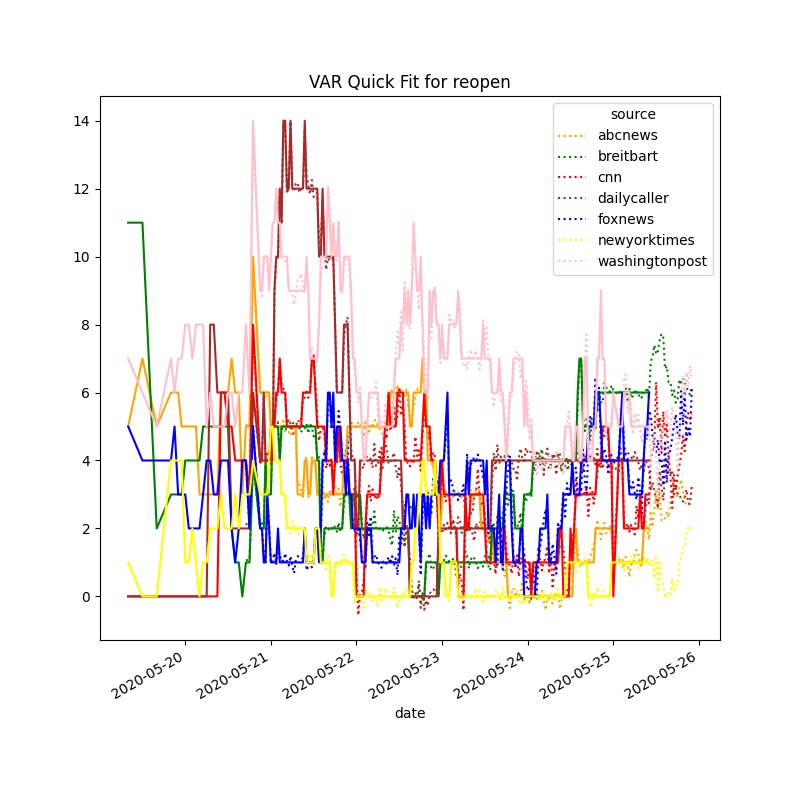 VAR Quick Fit for reopen
14
12
10
8
6
4
2
0
source
abcnews
breitbart
cnn
dailycaller
foxnews
newyorktimes
washingtonpost
2020-05-20
2020-05-21
2020-05-22
2020-05-23
2020-05-24
2020-05-25
2020-05-26
date